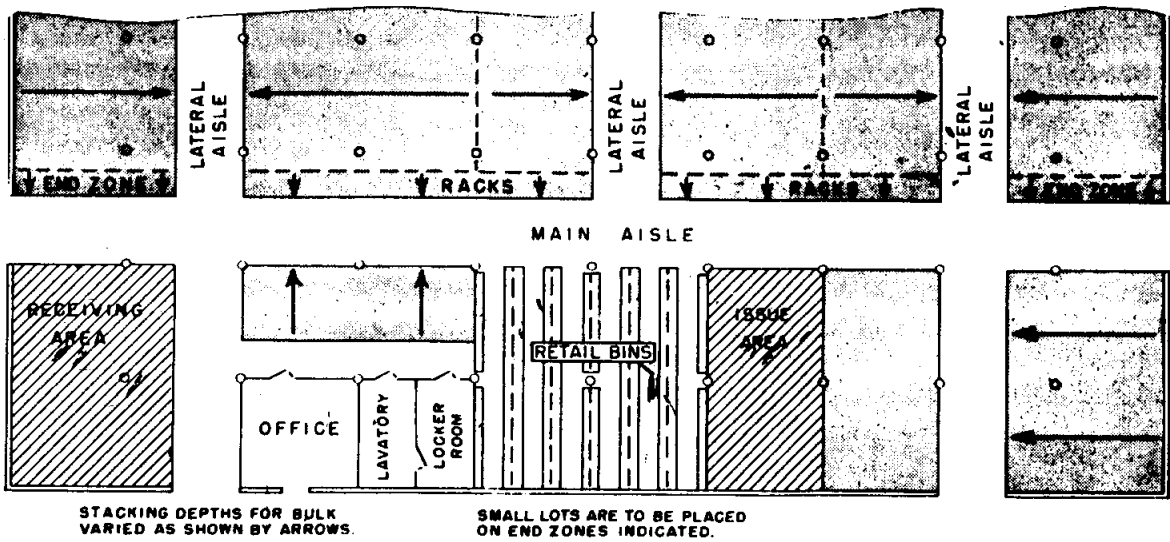 LATERAL
AISLE
LATERAL
AISLE
LATERAL
AISLE
END ZONE
RACKS
RACKS
END ZONE
MAIN AISLE
RECEIVING
AREA
ISSUE
AREA
RETAIL BINS
OFFICE
LAVATORY
LOCKER
ROOM
STACKING DEPTHS FOR BULK
VARIED AS SHOWN BY ARROWS.
SMALL LOTS ARE TO BE PLACED
ON END ZONES INDICATED.